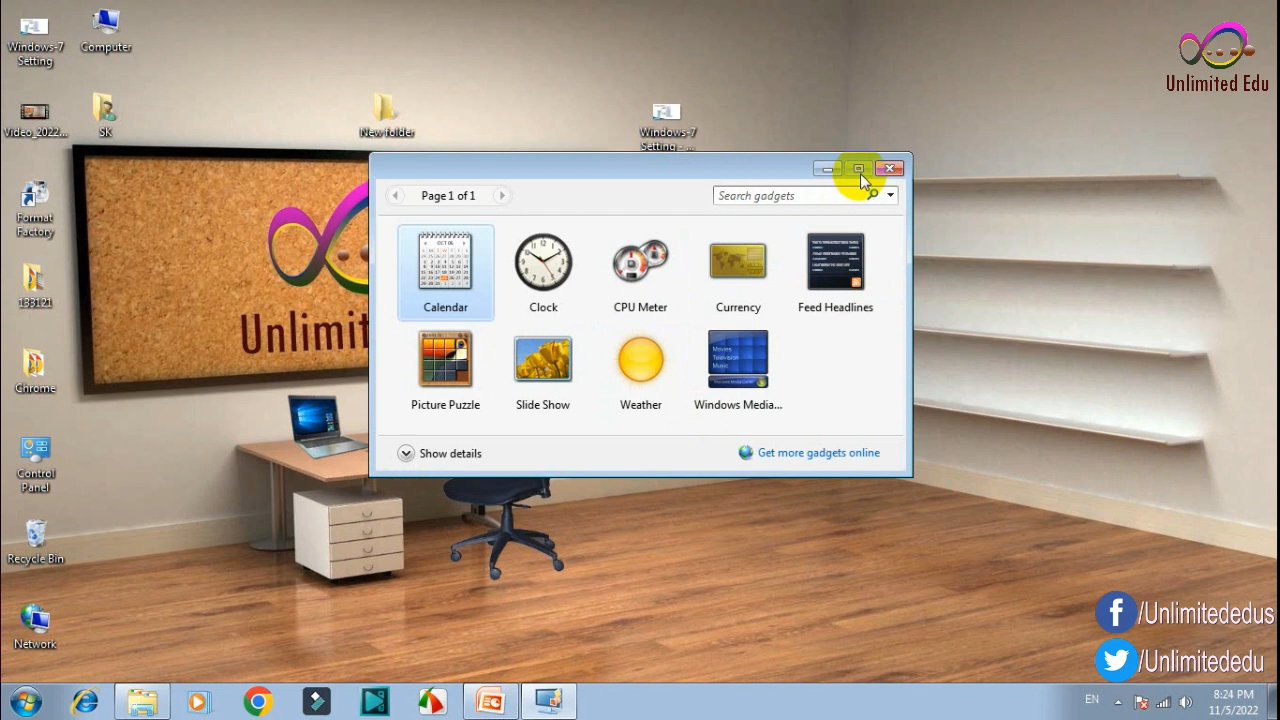 Windows-7
Setting
Computer
Unlimited Edu
Video_2022...
SK
New folder
Windows-7
Setting - ...
Page 1 of 1
Search gadgets
Calendar
Clock
CPU Meter
Currency
Feed Headlines
Picture Puzzle
Slide Show
Weather
Windows Media...
Show details
Get more gadgets online
Unlimit
Format
Factory
133121
Chrome
Control
Panel
Recycle Bin
Network
/Unlimitededus
/Unlimitededu
EN
8:24 PM
11/5/2022